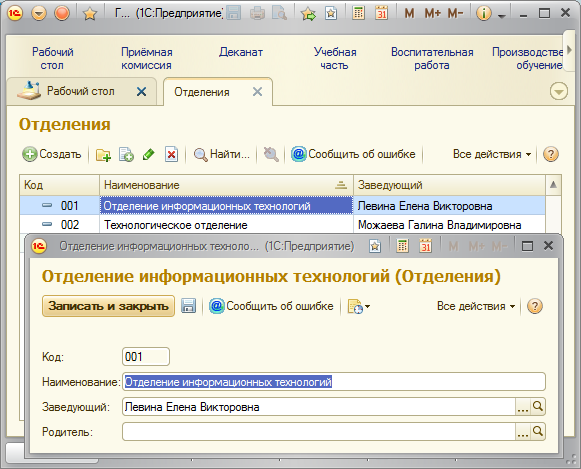 Г... (1С:Предприятие)
M M+ M-
Рабочий стол
Приёмная комиссия
Деканат
Учебная часть
Воспитательная работа
Производстве обучение
Рабочий стол
Отделения
Отделения
Создать
Найти...
Сообщить об ошибке
Все действия
Код Наименование Заведующий
001 Отделение информационных технологий Левина Елена Викторовна
002 Технологическое отделение Можаева Галина Владимировна
Отделение информационных техноло... (1С:Предприятие)
M M+ M-
Отделение информационных технологий (Отделения)
Записать и закрыть
Сообщить об ошибке
Все действия
Код: 001
Наименование: Отделение информационных технологий
Заведующий: Левина Елена Викторовна ...
Родитель: ...